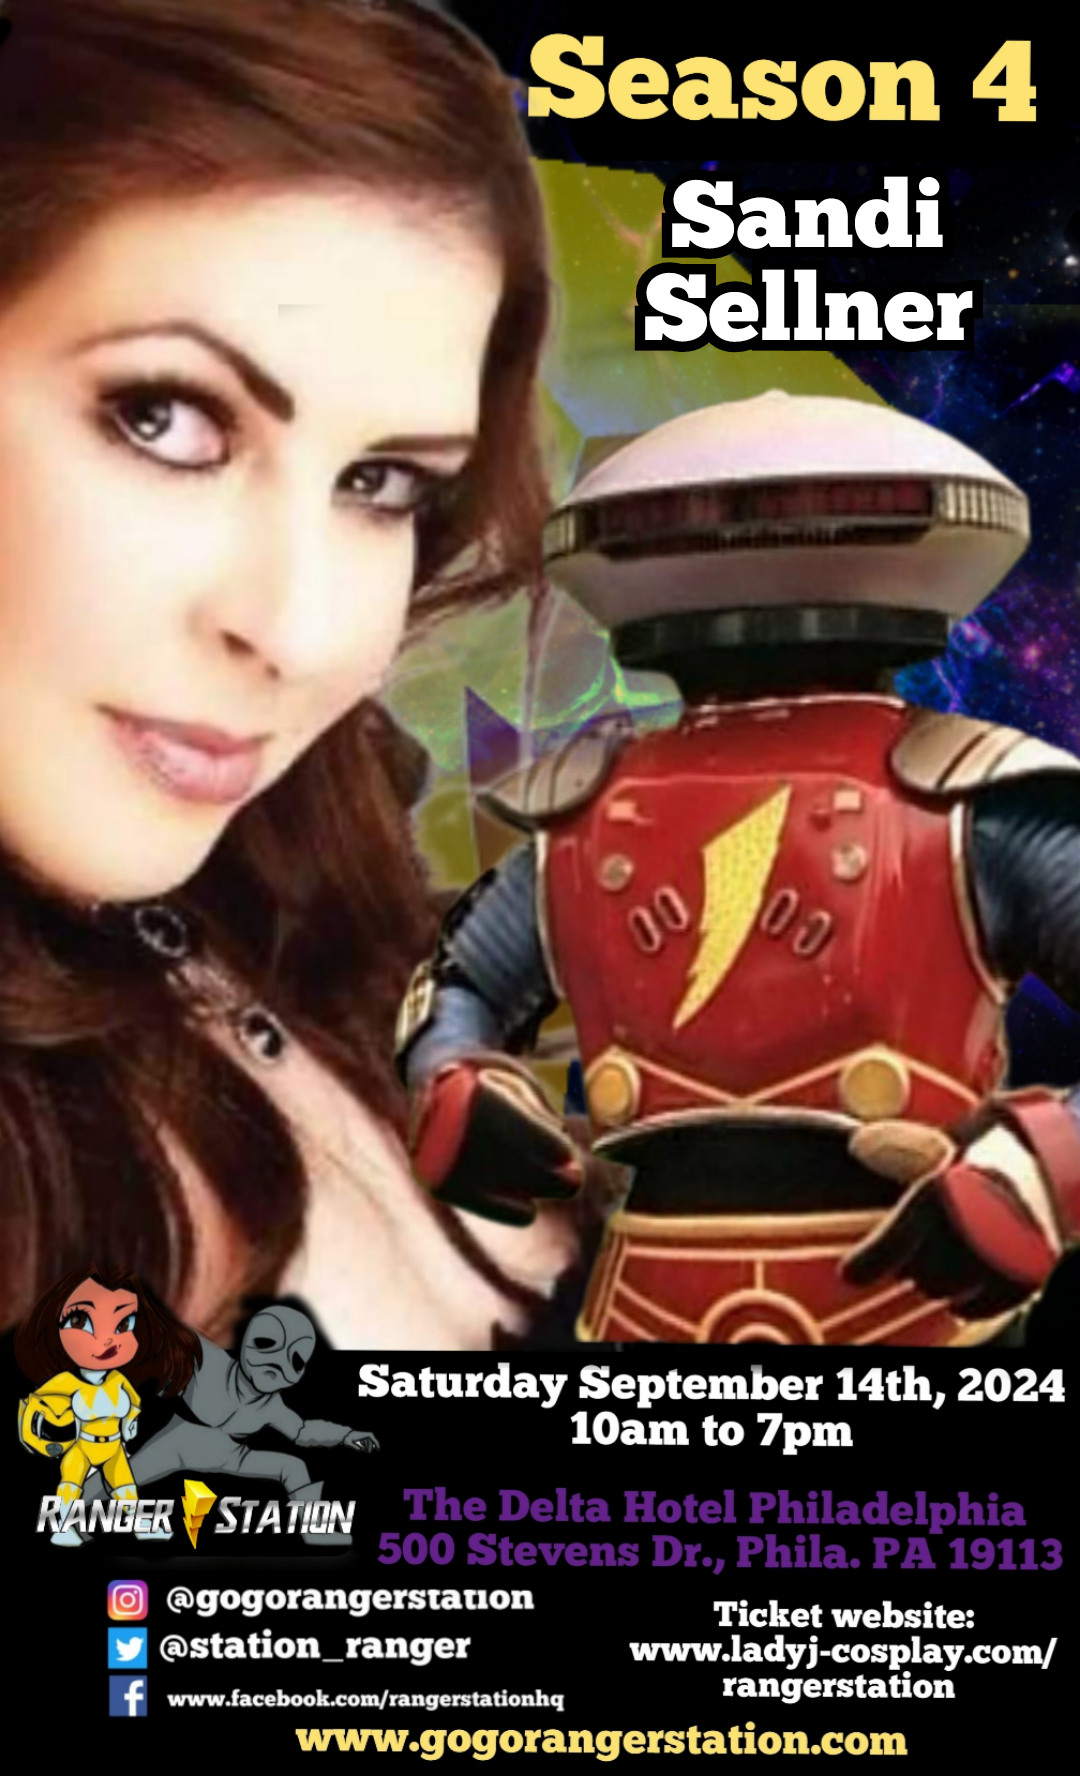 Season 4
Sandi
Sellner
Saturday September 14th, 2024
10am to 7pm
RANGER STATION
The Delta Hotel Philadelphia
500 Stevens Dr., Phila. PA 19113
@gogorangerstation
@station_ranger
www.facebook.com/rangerstationhq
Ticket website:
www.ladyj-cosplay.com/
rangerstation
www.gogorangerstation.com